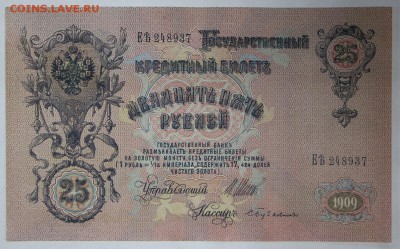 COINS.SU.RU
ЕЪ 248937 Государственный 25
Кредитный Билетъ
Двадцать пять
Рублей
ГОСУДАРСТВЕННЫЙ БАНКЪ
РАЗМѢНИВАЕТЪ КРЕДИТНЫЕ БИЛЕТЫ
НА ЗОЛОТУЮ МОНЕТУ БЕЗЪ ОГРАНИЧЕНІЯ СУММЫ
(1 РУБЛЬ = 1/15 ИМПЕРІАЛА, СОДЕРЖИТЪ 17,424 ДОЛЕЙ
ЧИСТАГО ЗОЛОТА).
ЕЪ 248937
Управляющій
25 Кассиръ 1909